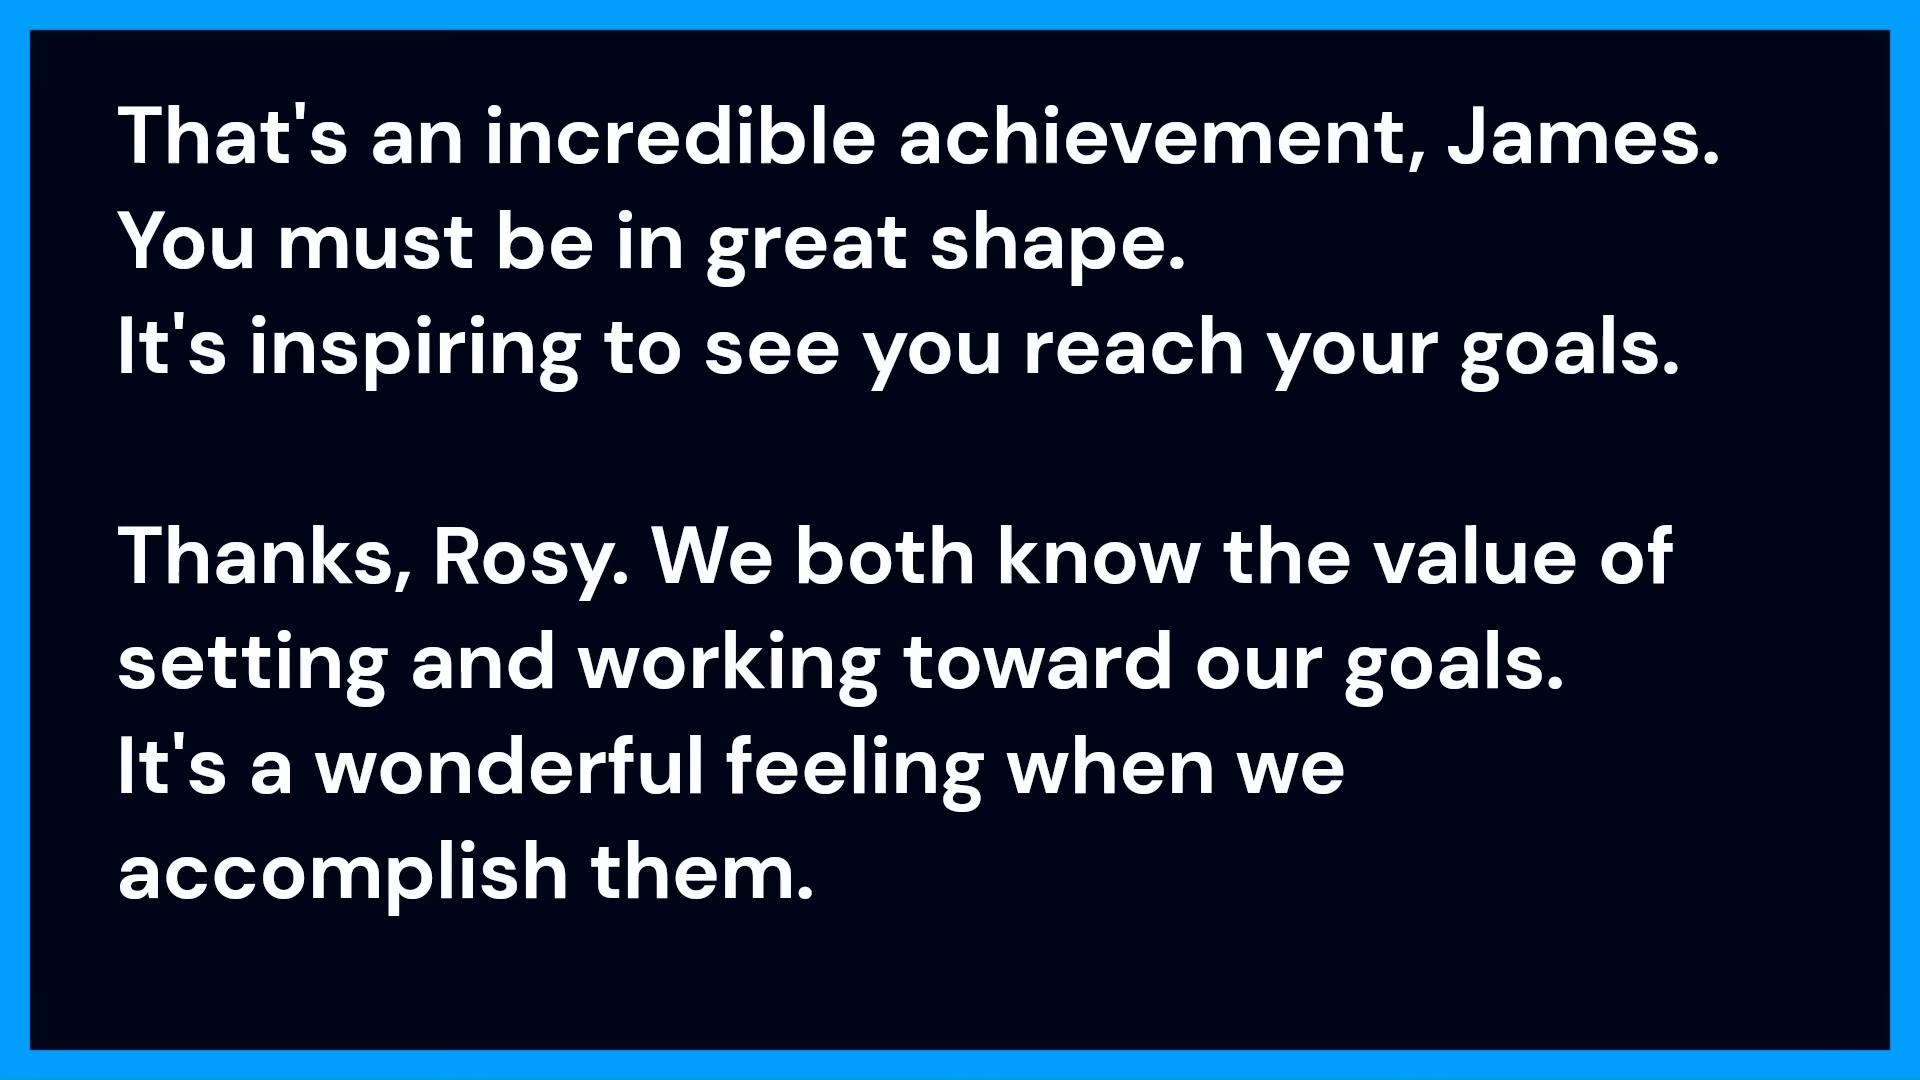 That's an incredible achievement, James.
You must be in great shape.
It's inspiring to see you reach your goals.
Thanks, Rosy. We both know the value of
setting and working toward our goals.
It's a wonderful feeling when we
accomplish them.